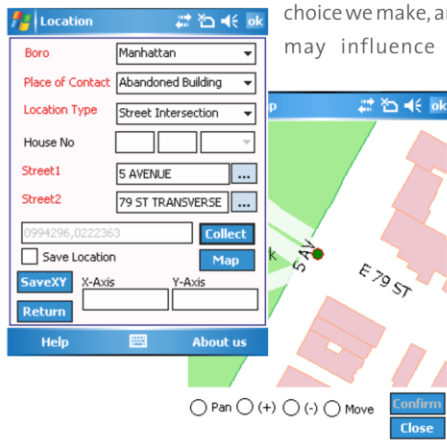 choice we make, a
may influence
Location
ok
Boro
Manhattan
Place of Contact
Abandoned Building
Location Type
Street Intersection
House No
Street1
5 AVENUE
...
Street2
79 ST TRANSVERSE
...
0994296,0222363
Collect
Save Location
Map
SaveXY
X-Axis
Y-Axis
Return
Help
About us
p
ok
k
5 AV
E 79 ST
Pan
(+)
(-)
Move
Confirm
Close